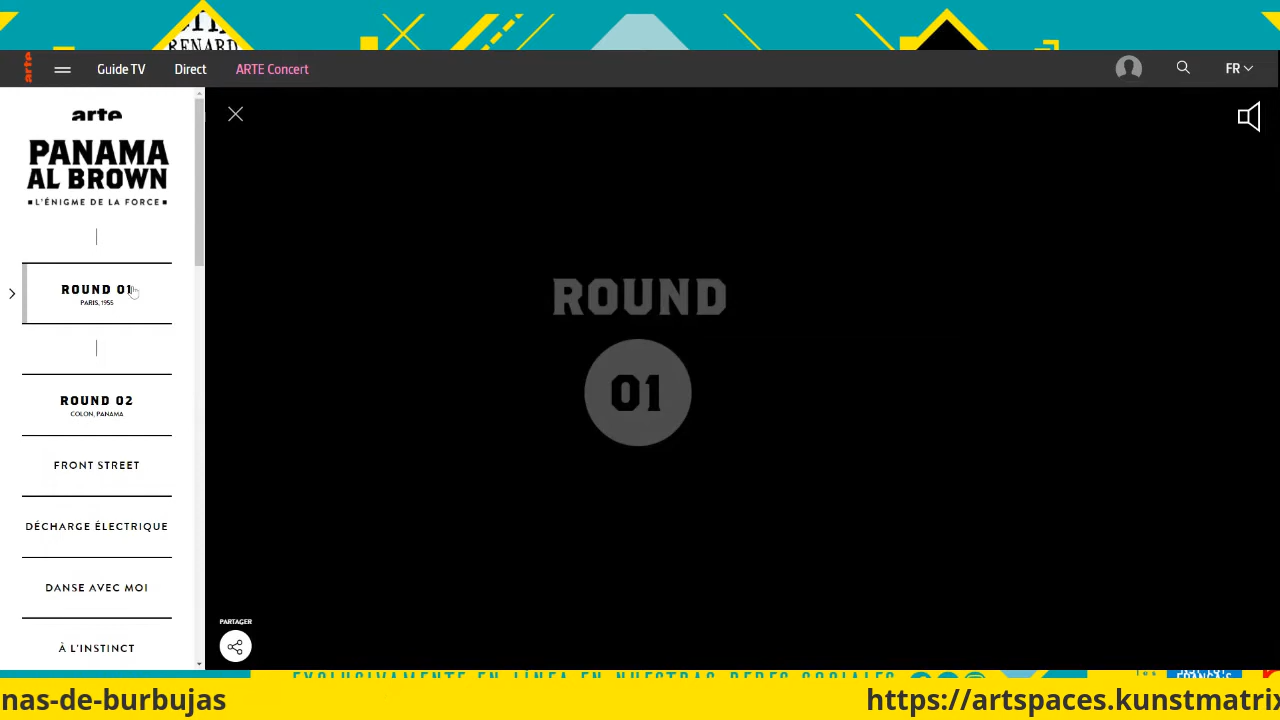 RENARD
arte
Guide TV
Direct
ARTE Concert
FR
arte
PANAMA
AL BROWN
L'ÉNIGME DE LA FORCE
ROUND 01
PARIS, 1955
ROUND 02
COLON, PANAMA
FRONT STREET
DÉCHARGE ÉLECTRIQUE
DANSE AVEC MOI
À L'INSTINCT
ROUND
01
PARTAGER
EXCLUSIVAMENTE EN LÍNEA EN NUESTRAS REDES SOCIALES
nas-de-burbujas
https://artspaces.kunstmatrix